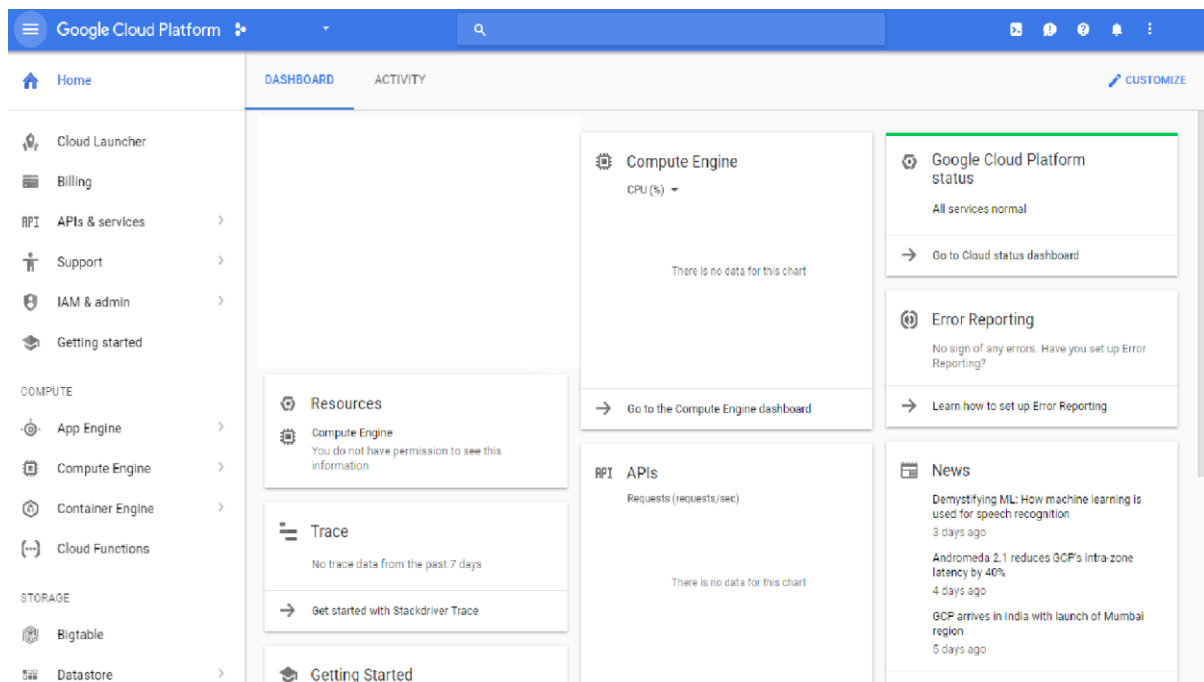 Google Cloud Platform
Home
DASHBOARD
ACTIVITY
CUSTOMIZE
Cloud Launcher
Billing
API APIs & services
Support
IAM & admin
Getting started
COMPUTE
App Engine
Compute Engine
Container Engine
Cloud Functions
STORAGE
Bigtable
Datastore
Resources
Compute Engine
You do not have permission to see this
information
Trace
No trace data from the past 7 days
Get started with Stackdriver Trace
Getting Started
Compute Engine
CPU (%)
There is no data for this chart
Go to the Compute Engine dashboard
API APIs
Requests (requests/sec)
There is no data for this chart
Google Cloud Platform
status
All services normal
Go to Cloud status dashboard
Error Reporting
No sign of any errors. Have you set up Error
Reporting?
Learn how to set up Error Reporting
News
Demystifying ML: How machine learning is
used for speech recognition
3 days ago
Andromeda 2.1 reduces GCP's intra-zone
latency by 40%
4 days ago
GCP arrives in India with launch of Mumbai
region
5 days ago